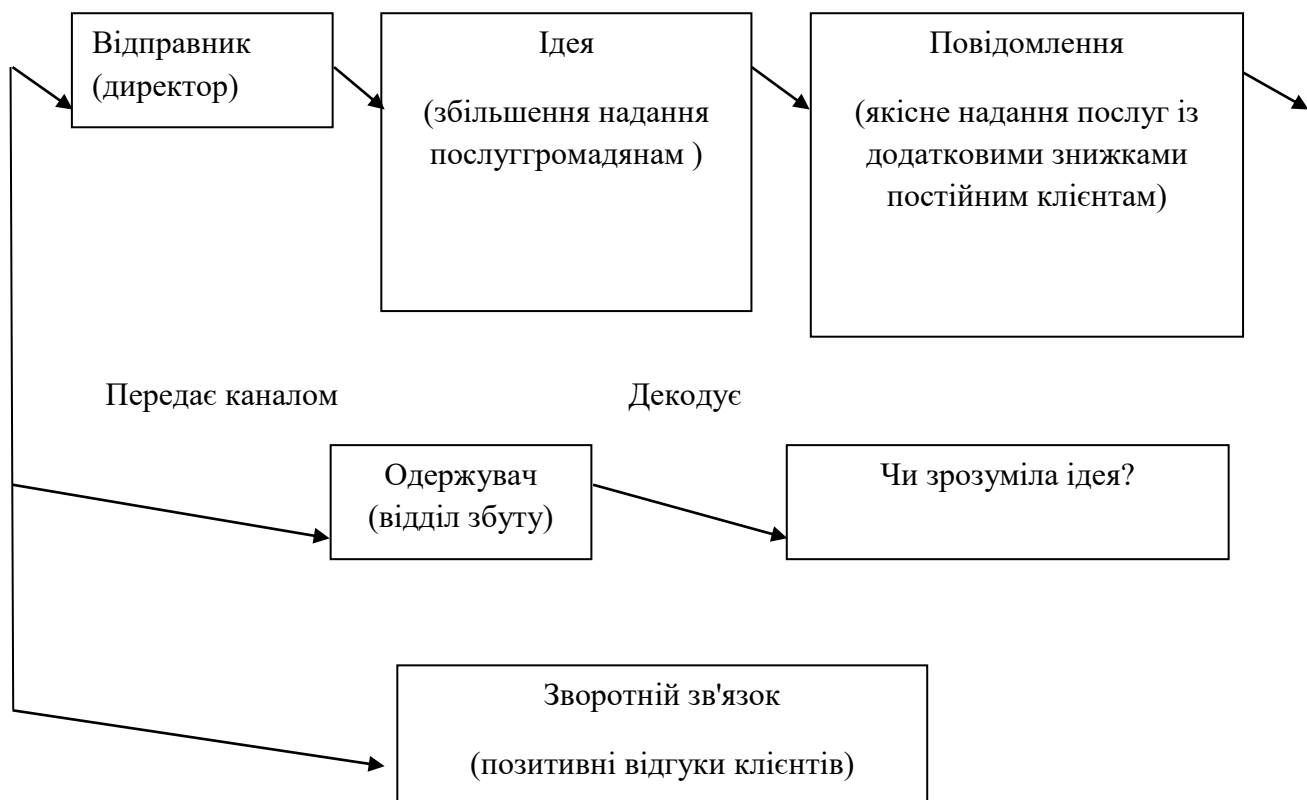 Відправник
(директор)
Ідея
(збільшення надання
послуггромадянам )
Повідомлення
(якісне надання послуг із
додатковими знижками
постійним клієнтам)
Передає каналом
Декодує
Одержувач
(відділ збуту)
Чи зрозуміла ідея?
Зворотній зв'язок
(позитивні відгуки клієнтів)